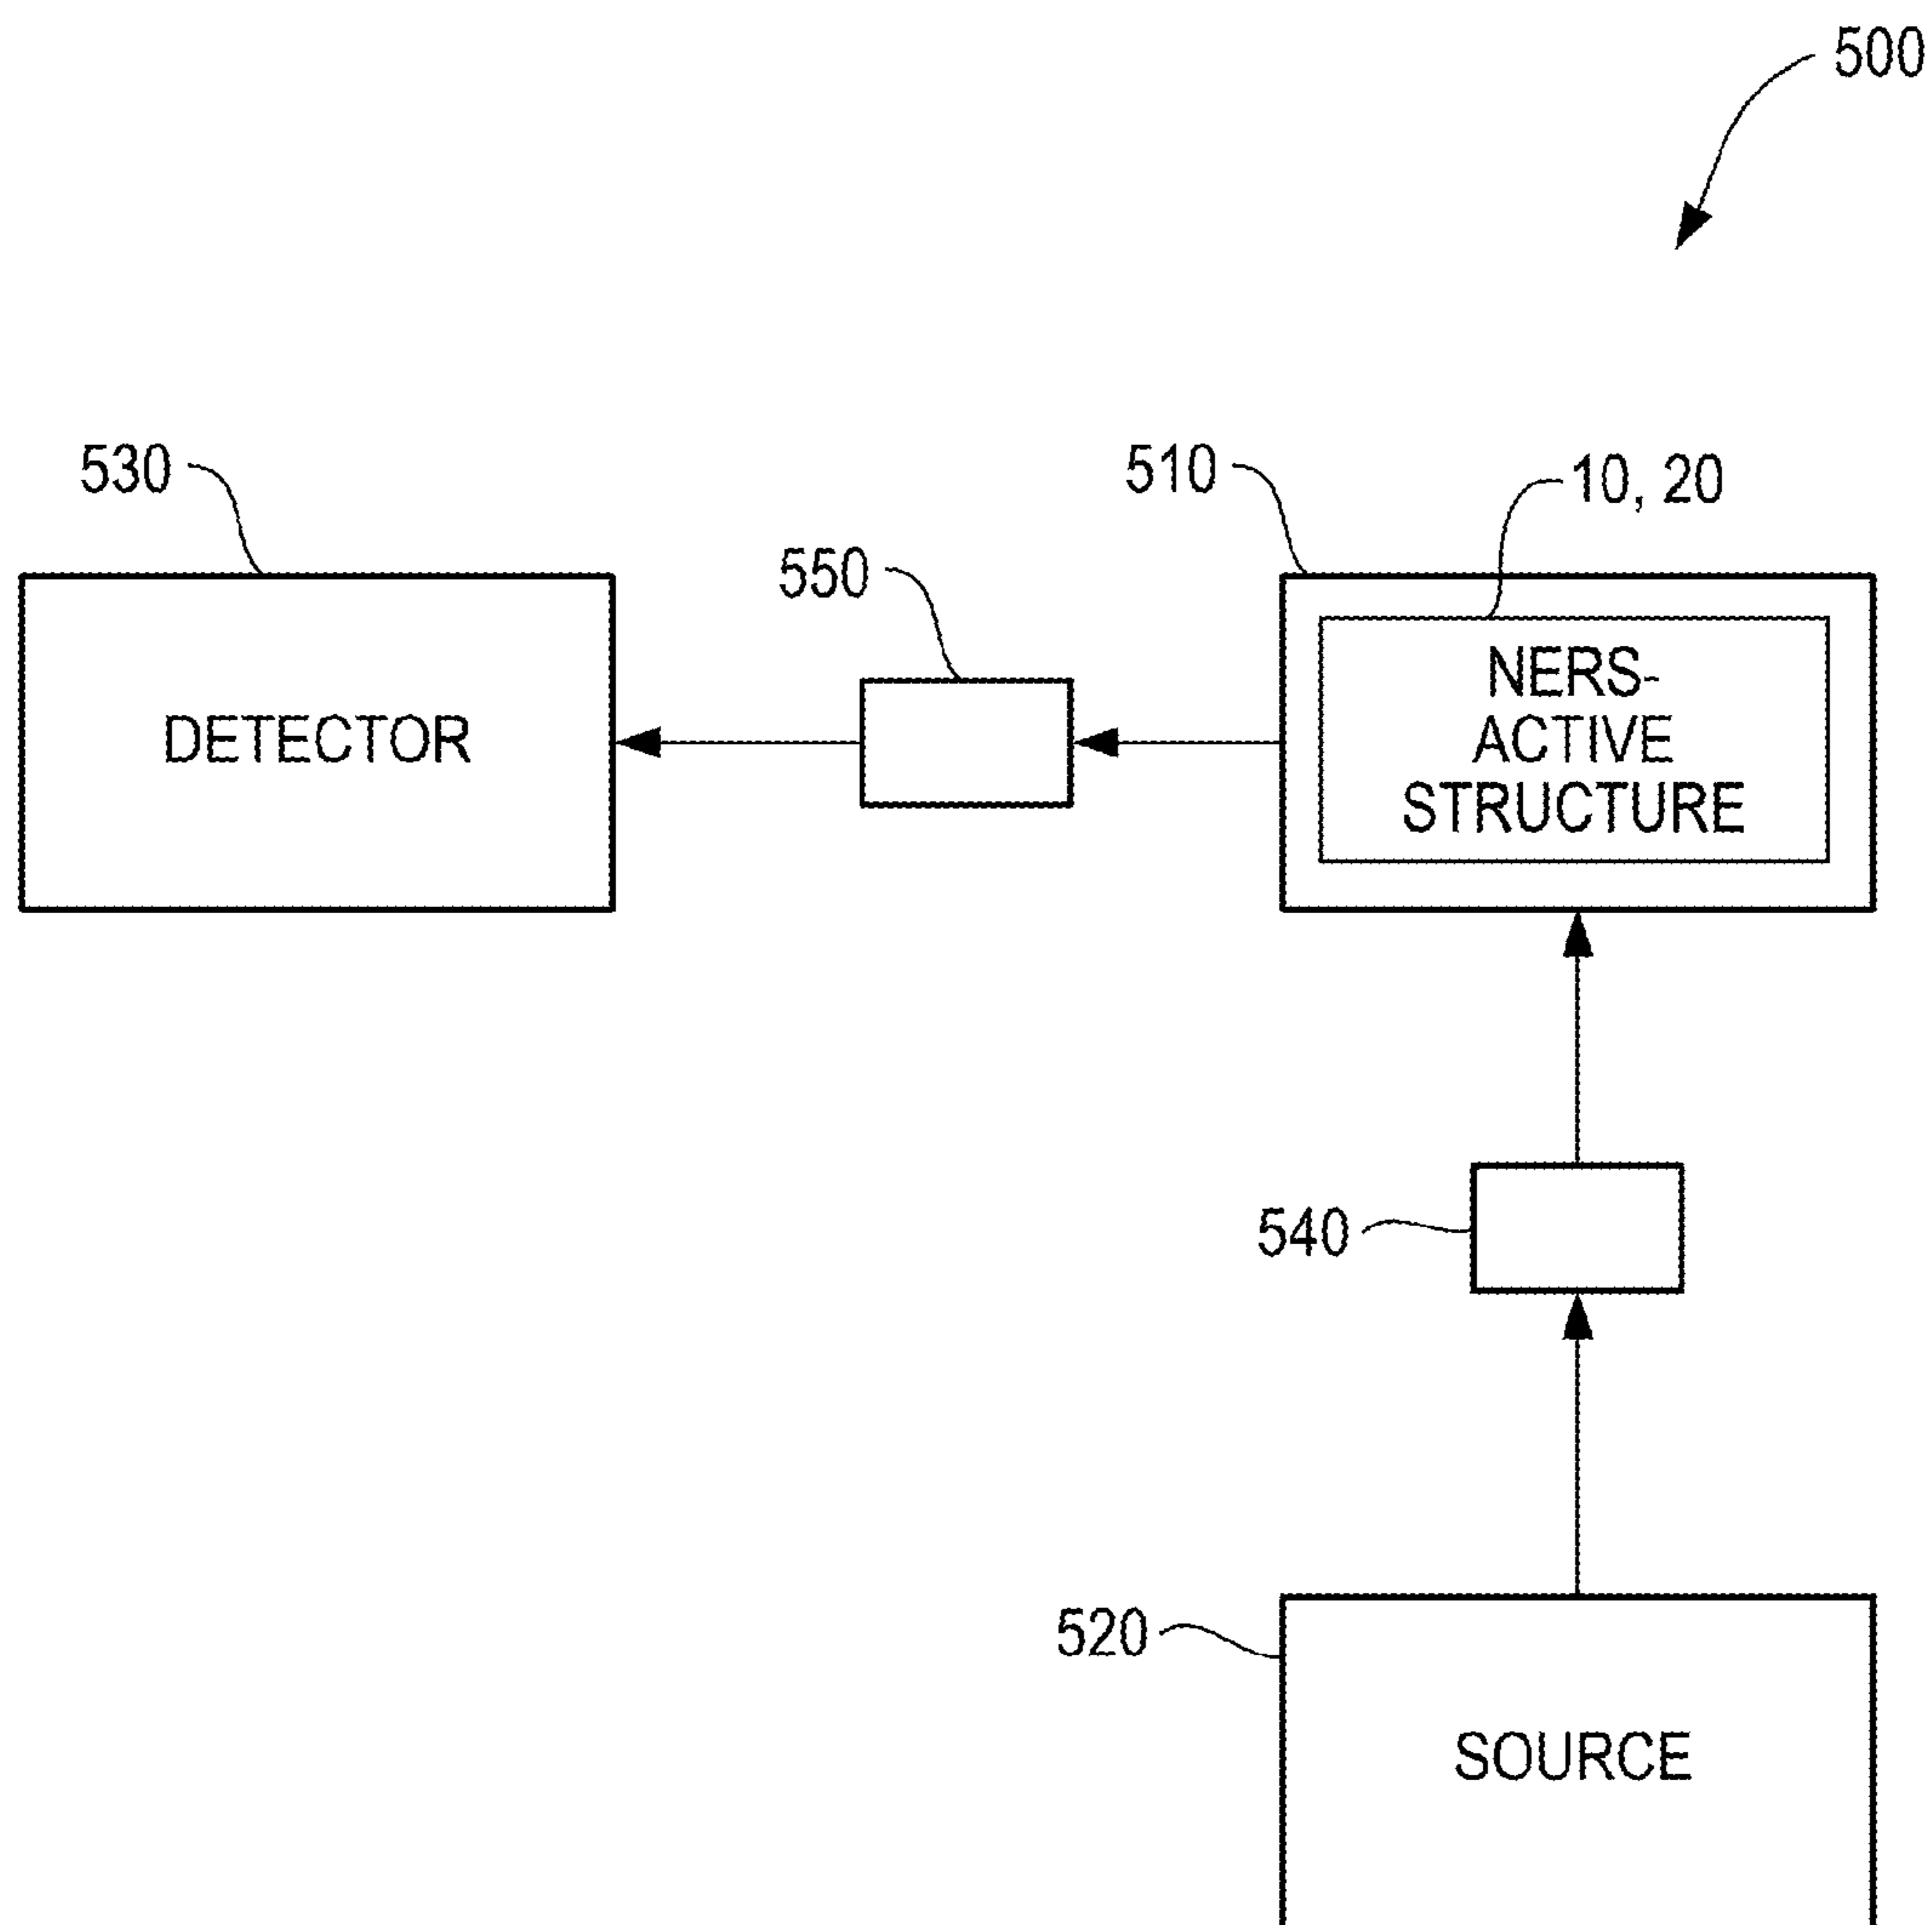 500
530
510
10, 20
550
DETECTOR
NERS-
ACTIVE
STRUCTURE
540
520
SOURCE